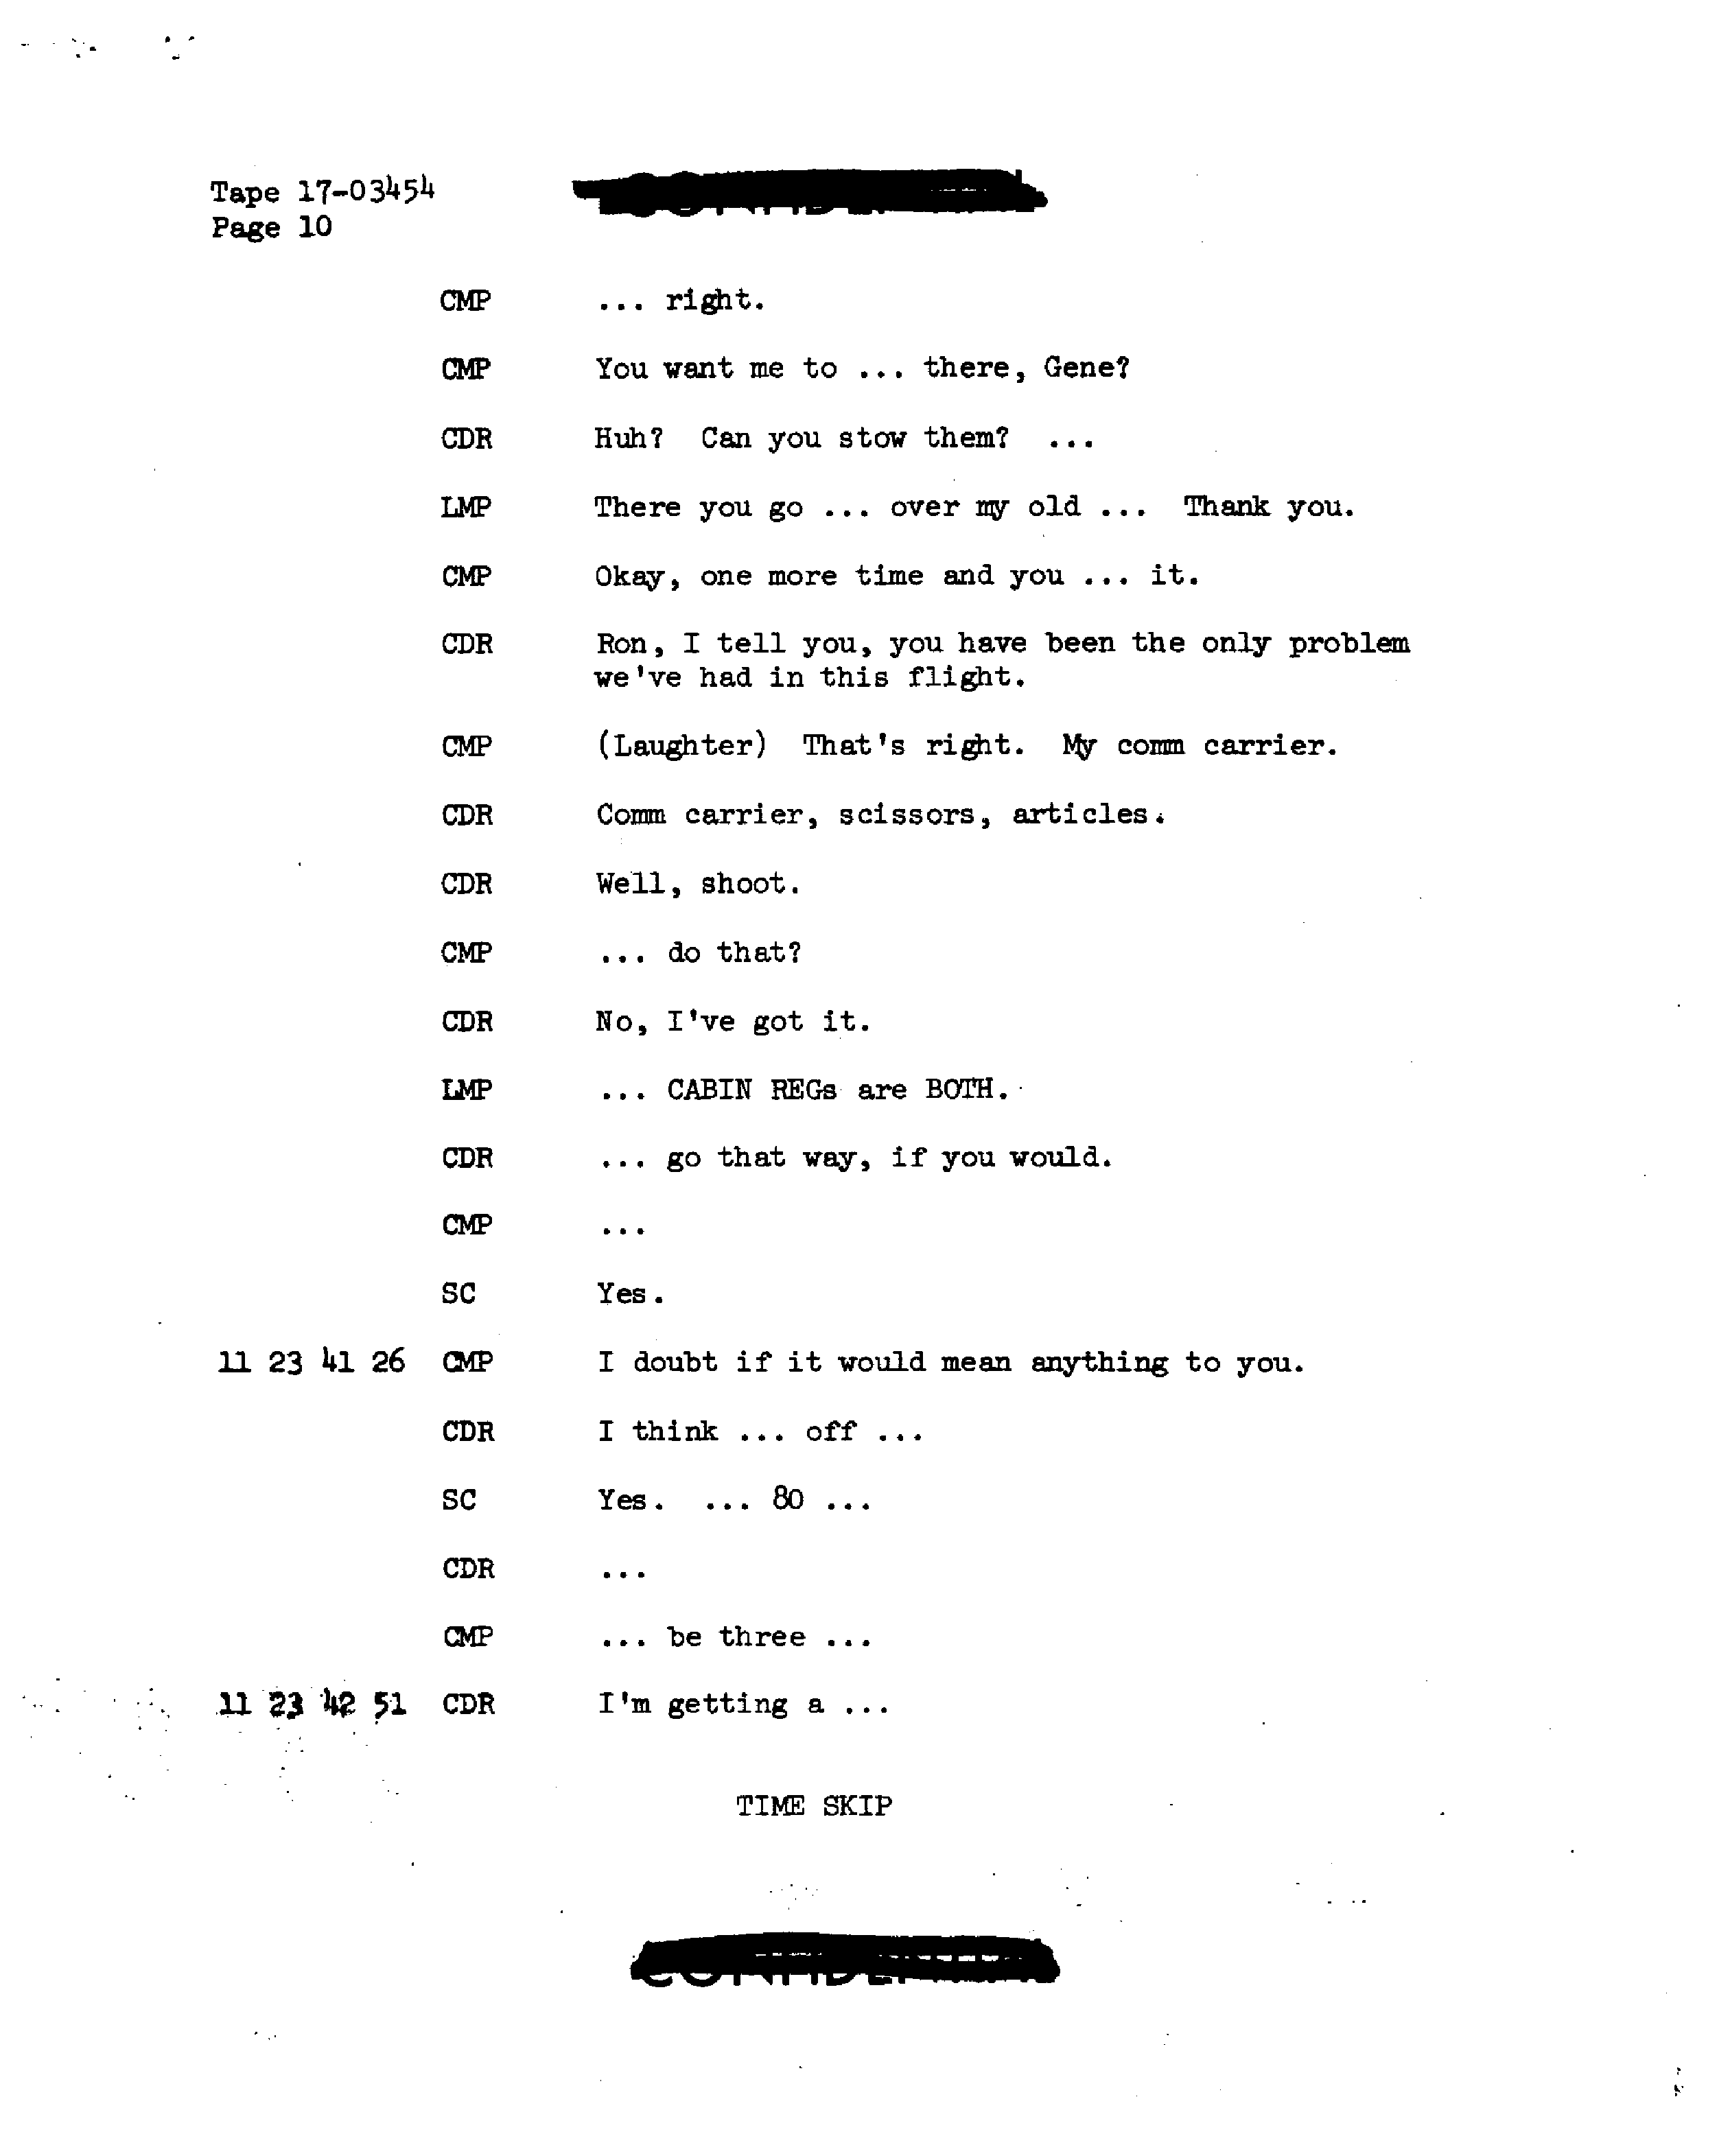 Tape 17-03454
Page 10
CMP ... right.
CMP You want me to ... there, Gene?
CDR Huh? Can you stow them? ...
LMP There you go ... over my old ... Thank you.
CMP Okay, one more time and you ... it.
CDR Ron, I tell you, you have been the only problem
we've had in this flight.
CMP (Laughter) That's right. My comm carrier.
CDR Comm carrier, scissors, articles.
CDR Well, shoot.
CMP ... do that?
CDR No, I've got it.
LMP ... CABIN REGs are BOTH.
CDR ... go that way, if you would.
CMP ...
SC Yes.
11 23 41 26 CMP I doubt if it would mean anything to you.
CDR I think ... off ...
SC Yes. ... 80 ...
CDR ...
CMP ... be three ...
11 23 42 51 CDR I'm getting a ...
TIME SKIP